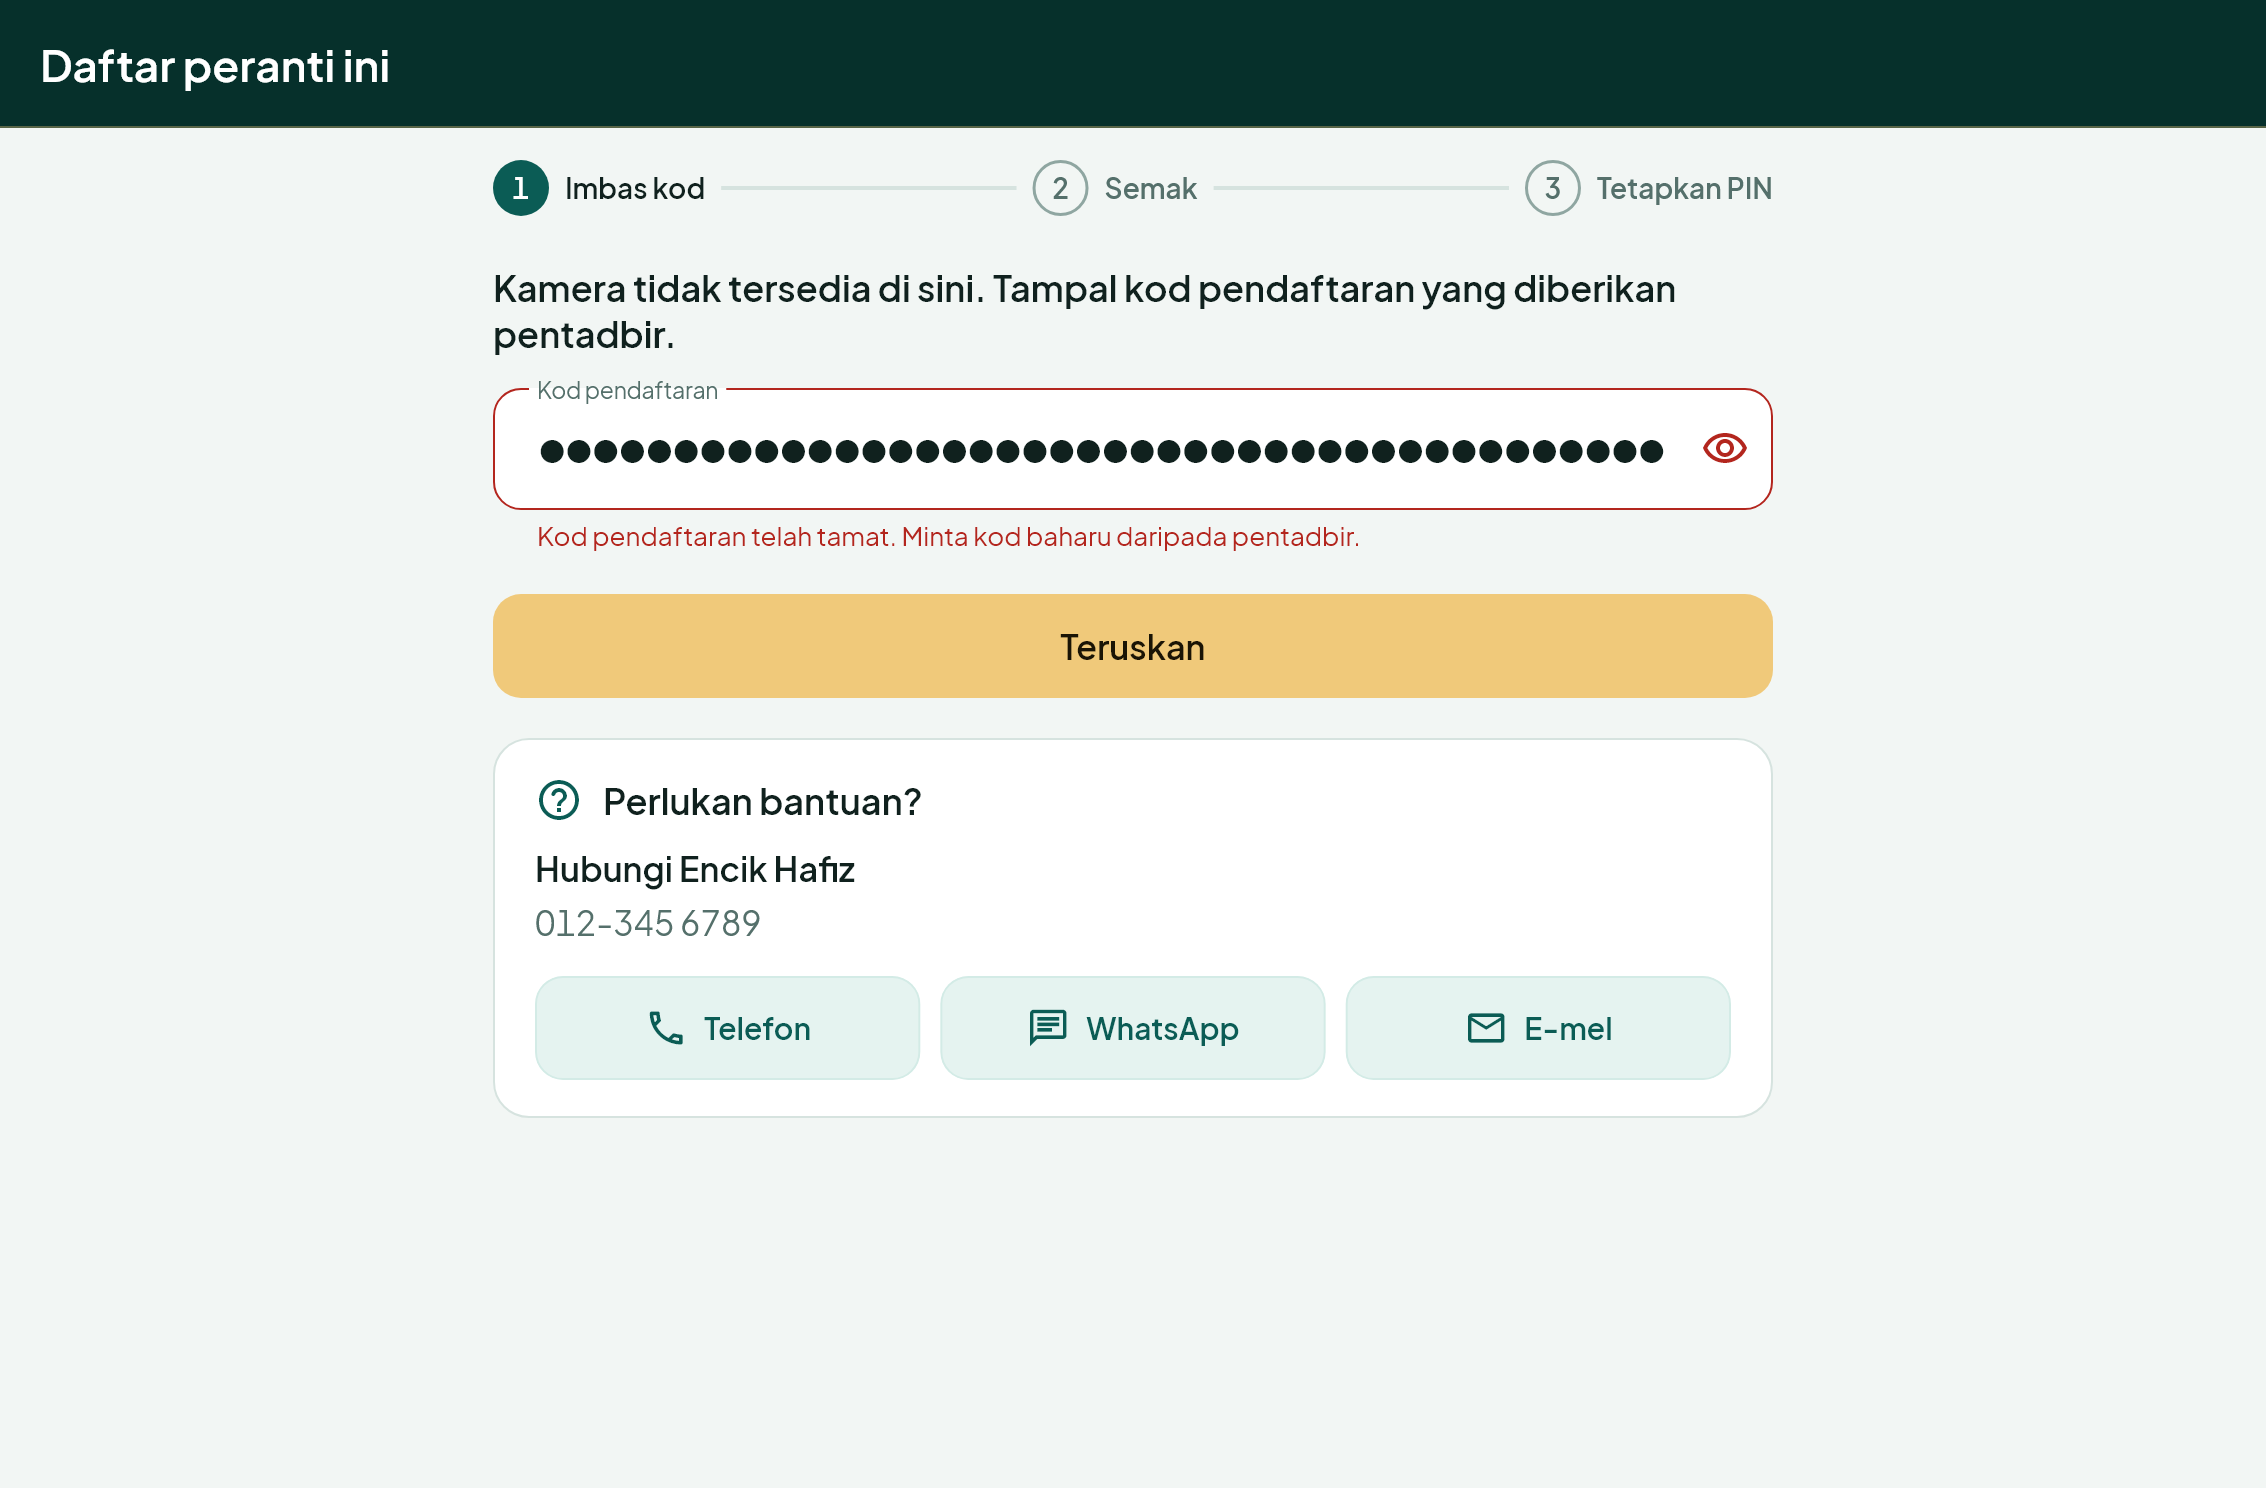 Daftar peranti ini
1 Imbas kod 2 Semak 3 Tetapkan PIN
Kamera tidak tersedia di sini. Tampal kod pendaftaran yang diberikan
pentadbir.
Kod pendaftaran
●●●●●●●●●●●●●●●●●●●●●●●●●●●●●●●●●●●●●●●●●●
Kod pendaftaran telah tamat. Minta kod baharu daripada pentadbir.
Teruskan
Perlukan bantuan?
Hubungi Encik Hafiz
012-345 6789
Telefon WhatsApp E-mel